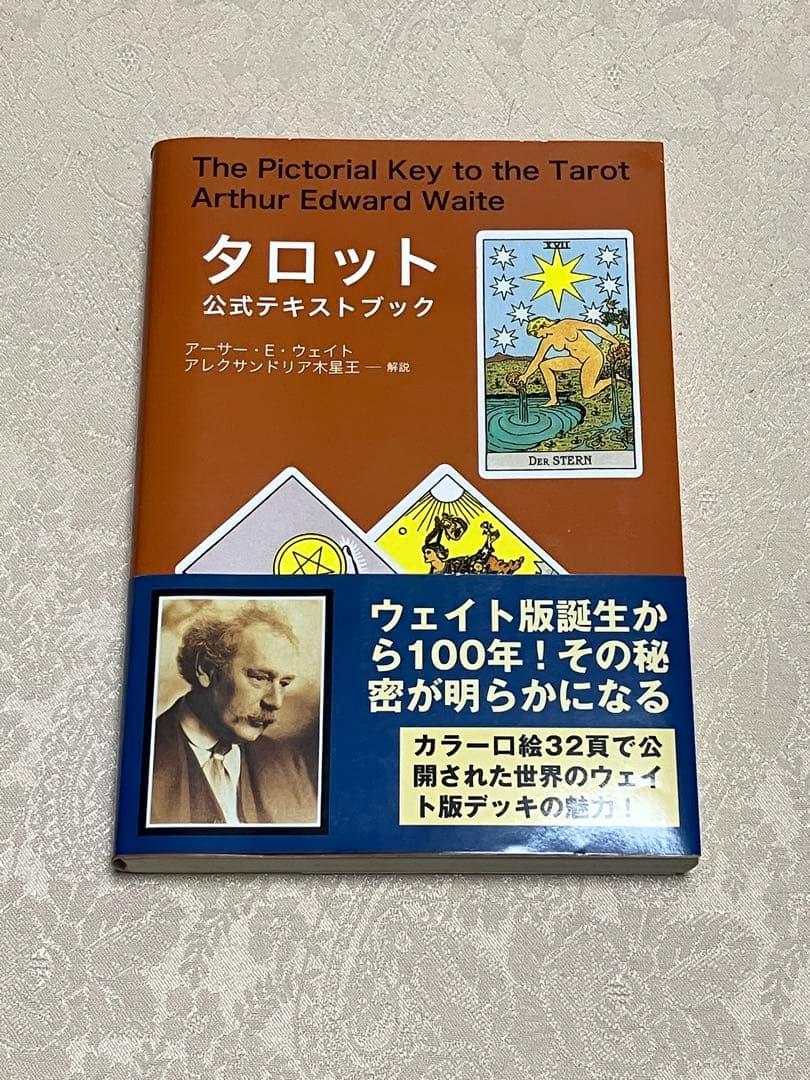 The Pictorial Key to the Tarot
Arthur Edward Waite
タロット
公式テキストブック
アーサー・E・ウェイト
アレクサンドリア木星王 ― 解説
XVII
DER STERN
ウェイト版誕生か
ら100年!その秘
密が明らかになる
カラー口絵32頁で公
開された世界のウェイ
ト版デッキの魅力!